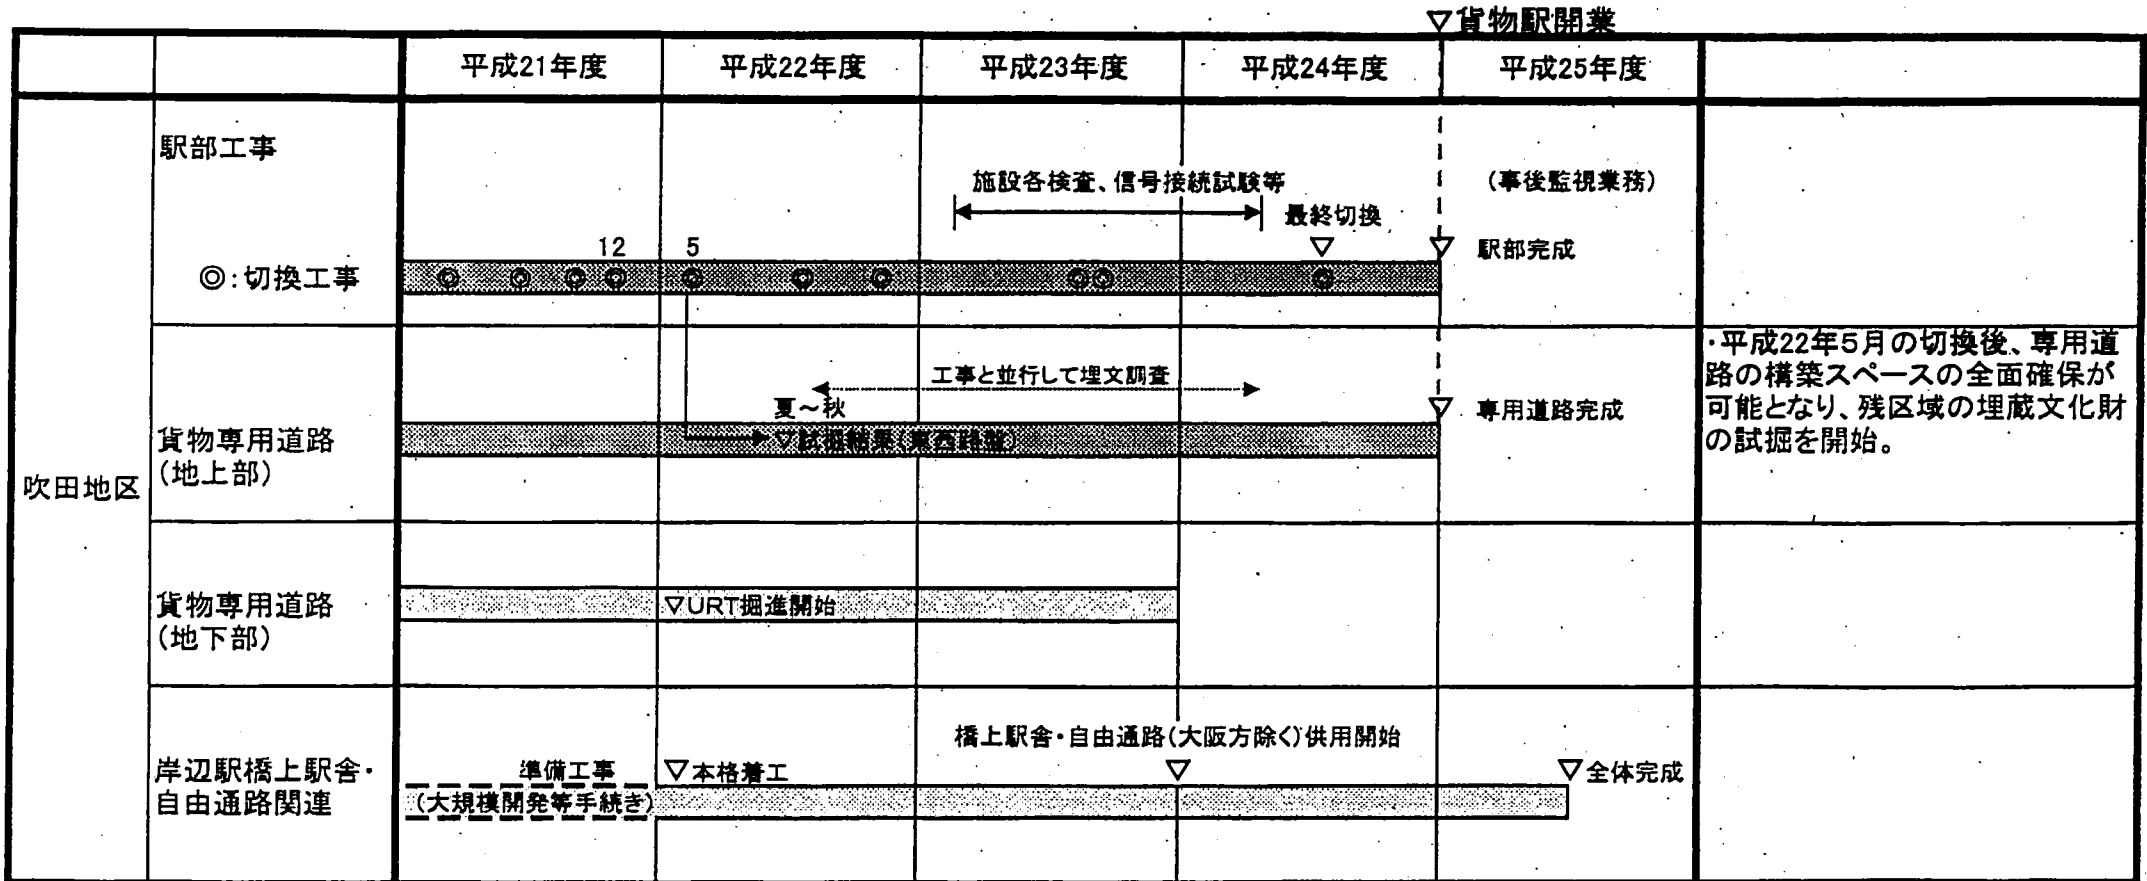 ▽貨物駅開業
平成21年度 平成22年度 平成23年度 平成24年度 平成25年度
吹田地区
駅部工事
施設各検査、信号接続試験等
(事後監視業務)
最終切換
▽
12 5
▽ 駅部完成
◎:切換工事
◎ ◎ ◎ ◎ ◎ ◎ ◎ ◎◎ ◎
工事と並行して埋文調査
夏~秋
▽ 専用道路完成
▽試掘結果(東西路盤)
貨物専用道路
(地上部)
・平成22年5月の切換後、専用道
路の構築スペースの全面確保が
可能となり、残区域の埋蔵文化財
の試掘を開始。
貨物専用道路
(地下部)
▽URT掘進開始
橋上駅舎・自由通路(大阪方除く)供用開始
▽
岸辺駅橋上駅舎・
自由通路関連
準備工事
(大規模開発等手続き)
▽本格着工
▽全体完成